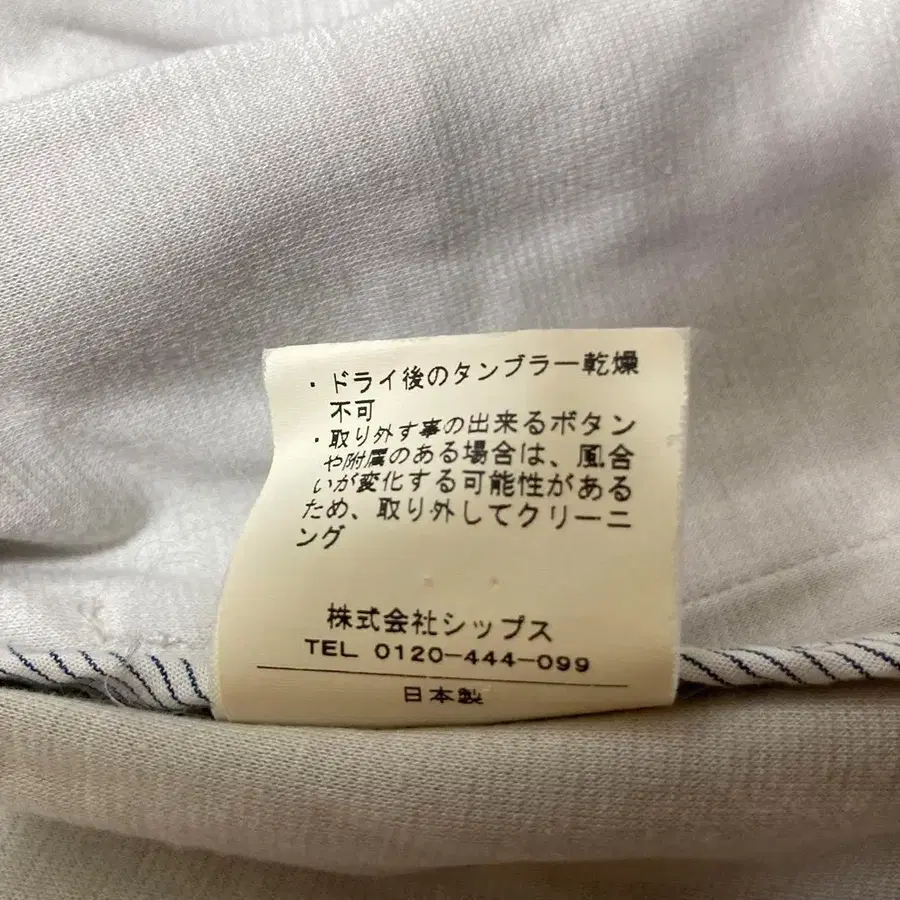 ・ドライ後のタンブラー乾燥
不可
・取り外す事の出来るボタン
や附属のある場合は、風合
いが変化する可能性がある
ため、取り外してクリーニ
ング
株式会社シップス
TEL 0120-444-099
日本製